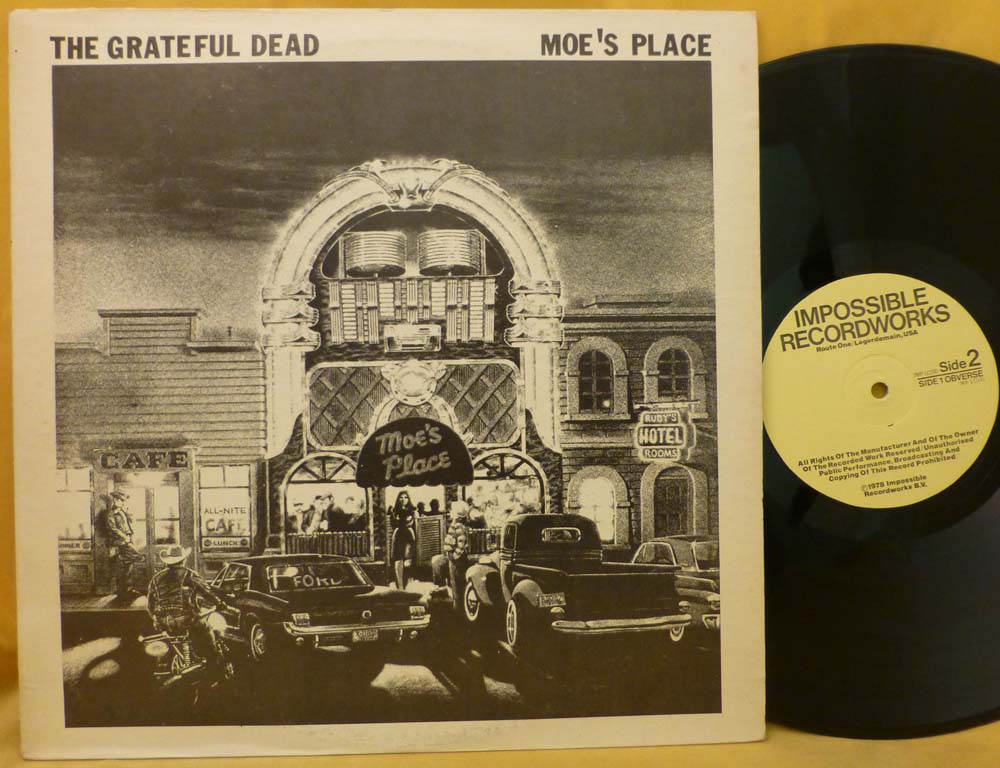 THE GRATEFUL DEAD
MOE'S PLACE
Moe's
Place
CAFE
ALL-NITE
CAFE
LUNCH
FORD
RUDY'S
HOTEL
ROOMS
IMPOSSIBLE
RECORDWORKS
Route One/Legerdemain, USA
Side 2
SIDE 1 OBVERSE
All Rights Of The Manufacturer And Of The Owner
Of The Recorded Work Reserved/Unauthorised
Public Performance, Broadcasting And
Copying Of This Record Prohibited
℗1978 Impossible
Recordworks B.V.